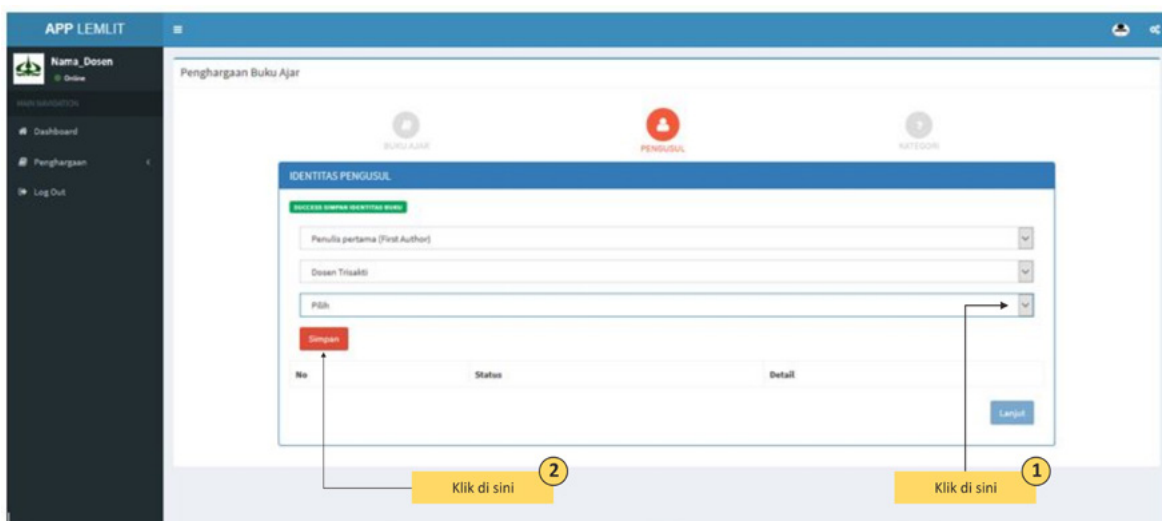 APP LEMLIT
Nama_Dosen
Online
MAIN NAVIGATION
Dashboard
Penghargaan
Log Out
Penghargaan Buku Ajar
BUKU AJAR
PENGUSUL
KATEGORI
IDENTITAS PENGUSUL
SUCCESS SIMPAN IDENTITAS BUKU
Penulis pertama (First Author)
Dosen Trisakti
Pilih
Simpan
No Status Detail
Lanjut
Klik di sini 2
Klik di sini 1